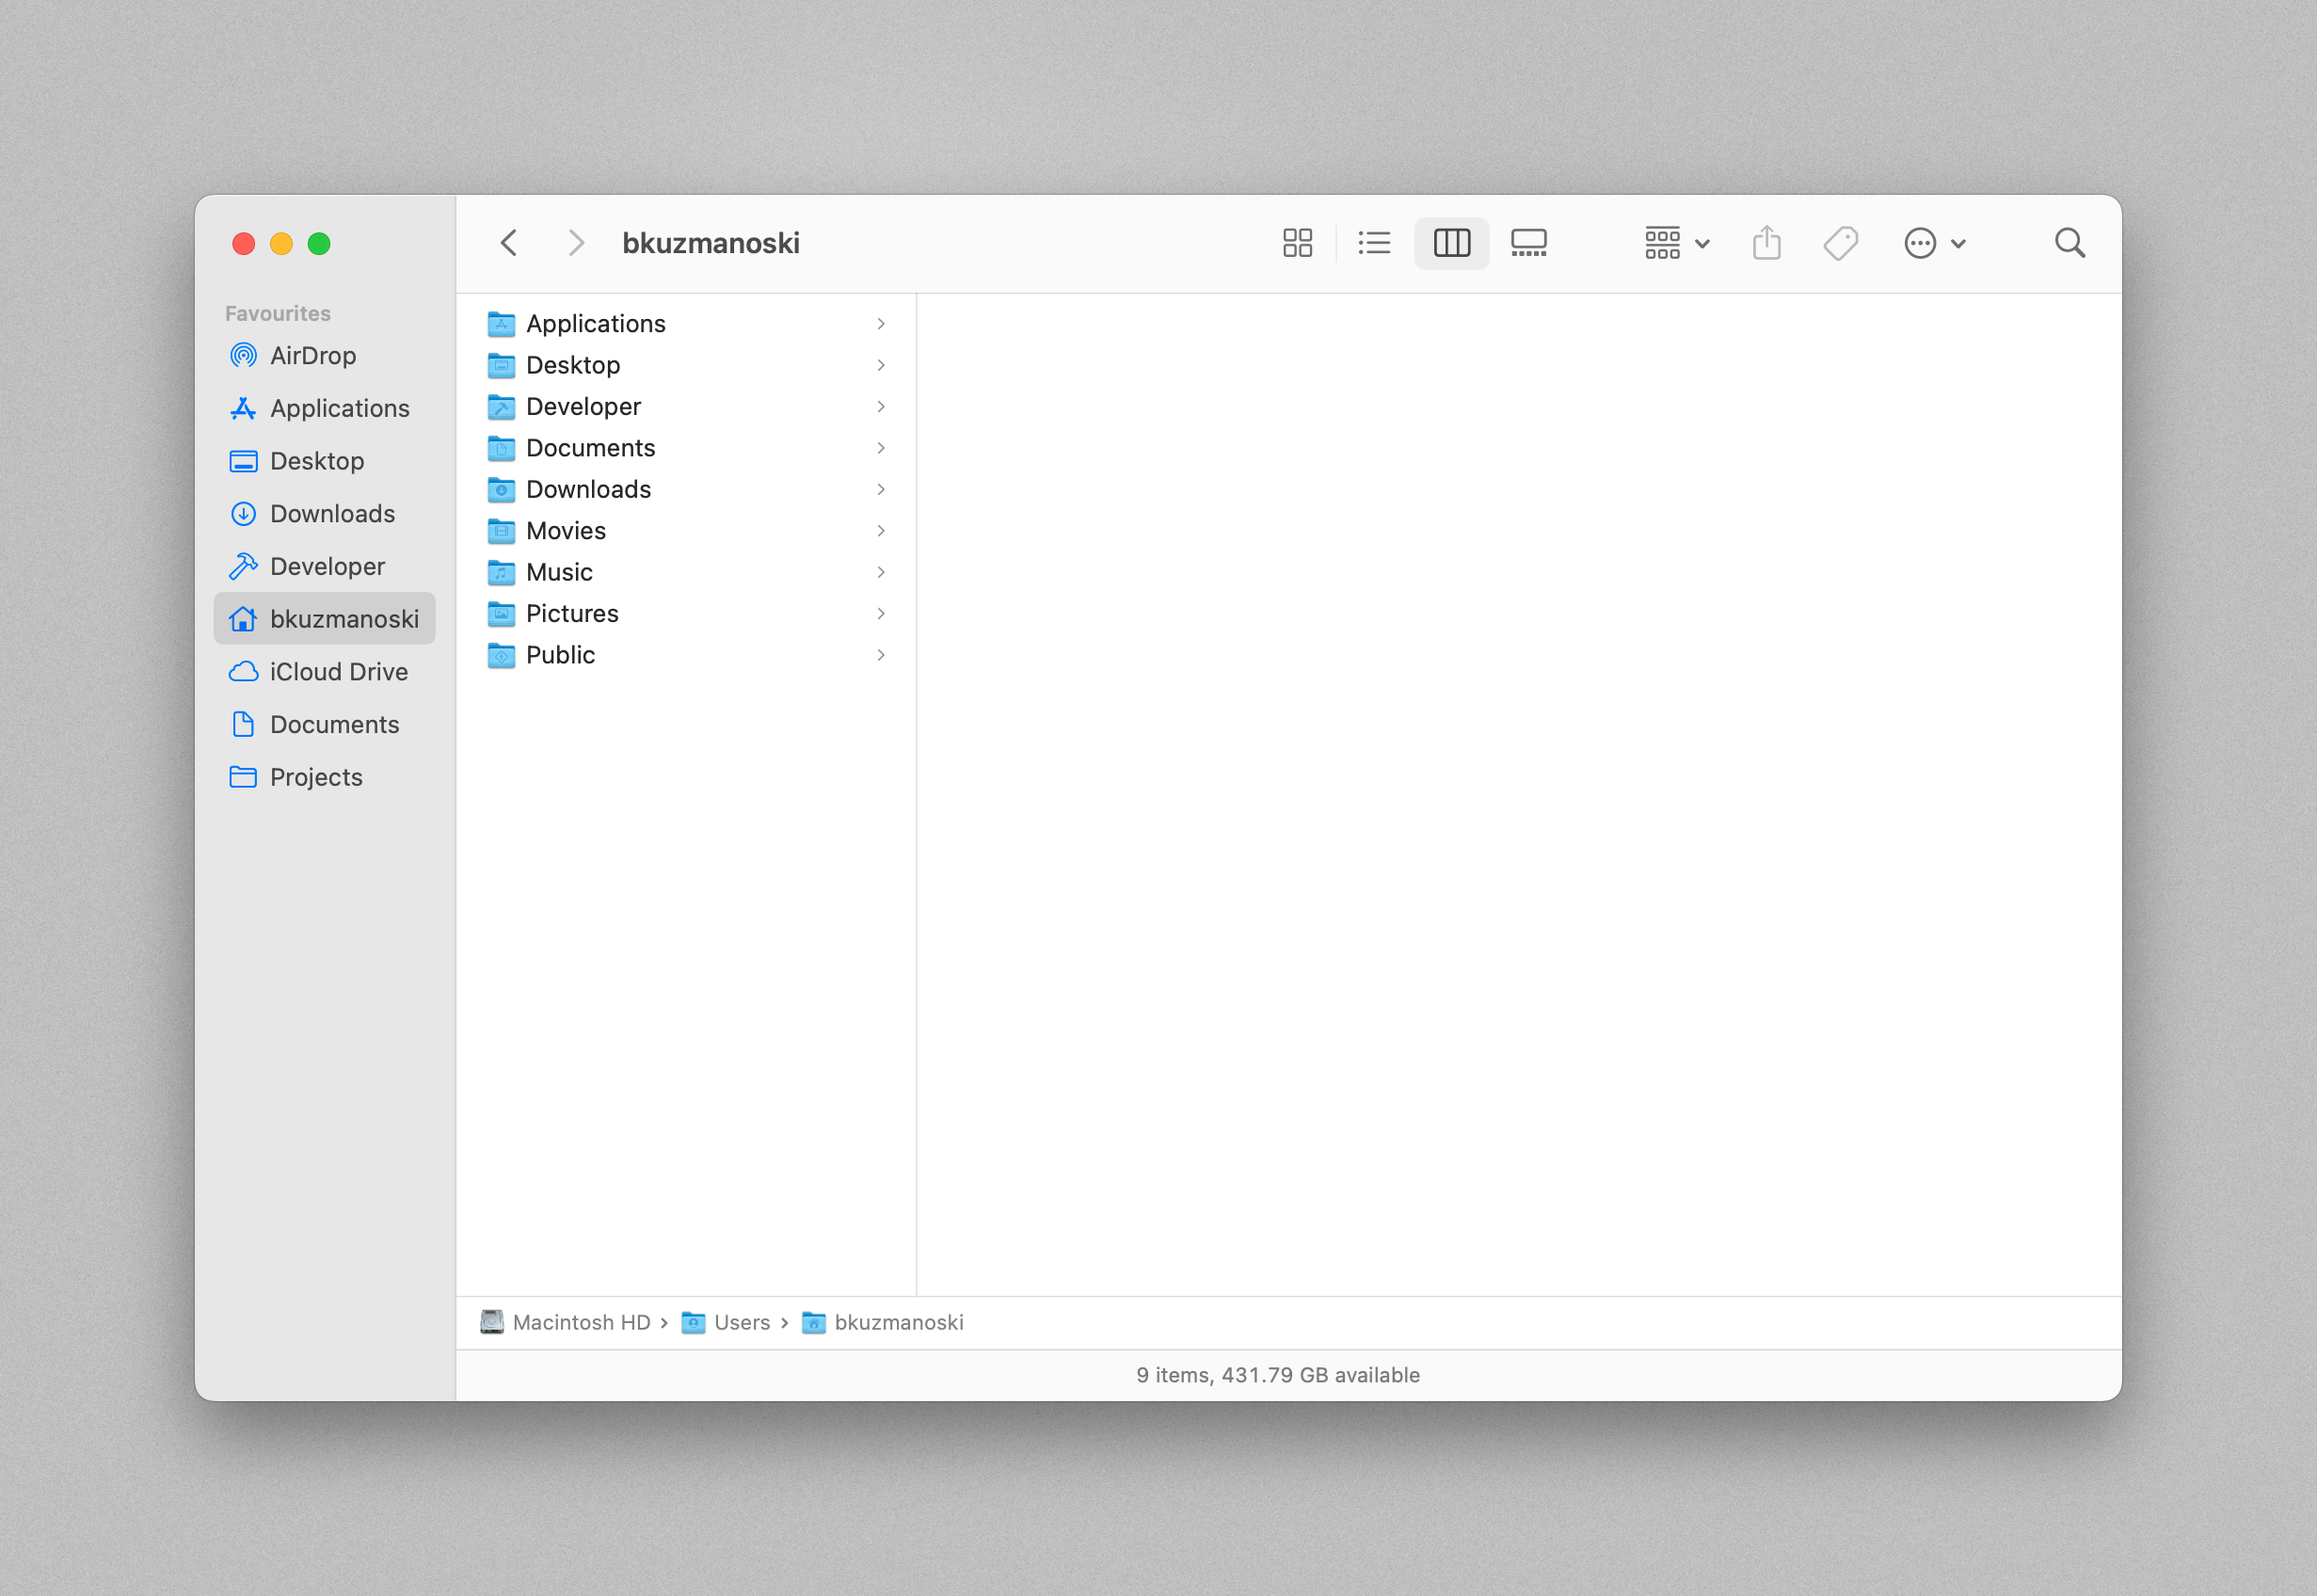 bkuzmanoski
Favourites
AirDrop
Applications
Desktop
Downloads
Developer
bkuzmanoski
iCloud Drive
Documents
Projects
Applications
Desktop
Developer
Documents
Downloads
Movies
Music
Pictures
Public
Macintosh HD › Users › bkuzmanoski
9 items, 431.79 GB available